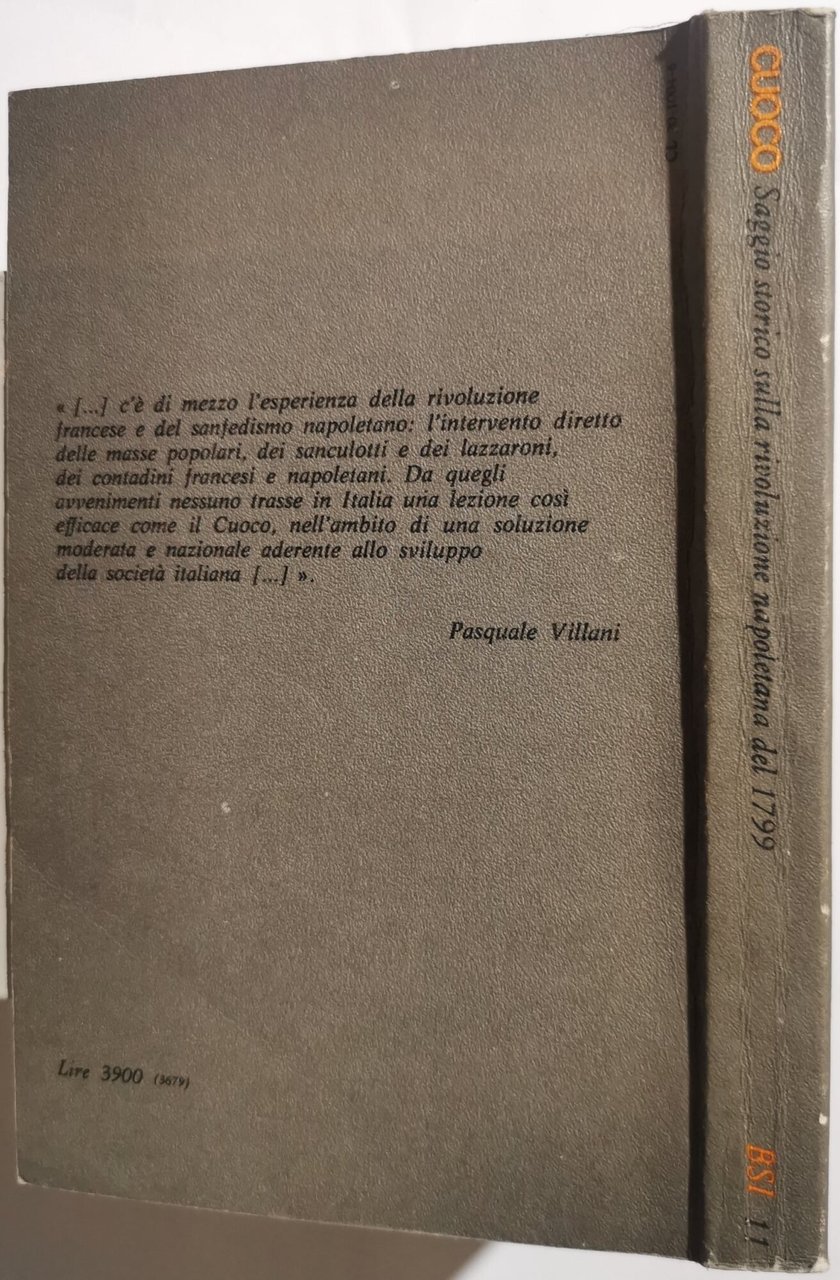 « [...] c'è di mezzo l'esperienza della rivoluzione
francese e del sanfedismo napoletano: l'intervento diretto
delle masse popolari, dei sanculotti e dei lazzaroni,
dei contadini francesi e napoletani. Da quegli
avvenimenti nessuno trasse in Italia una lezione così
efficace come il Cuoco, nell'ambito di una soluzione
moderata e nazionale aderente allo sviluppo
della società italiana [...] ».
Pasquale Villani
Lire 3900 (3679)
CUOCO Saggio storico sulla rivoluzione napoletana del 1799
BSI 11